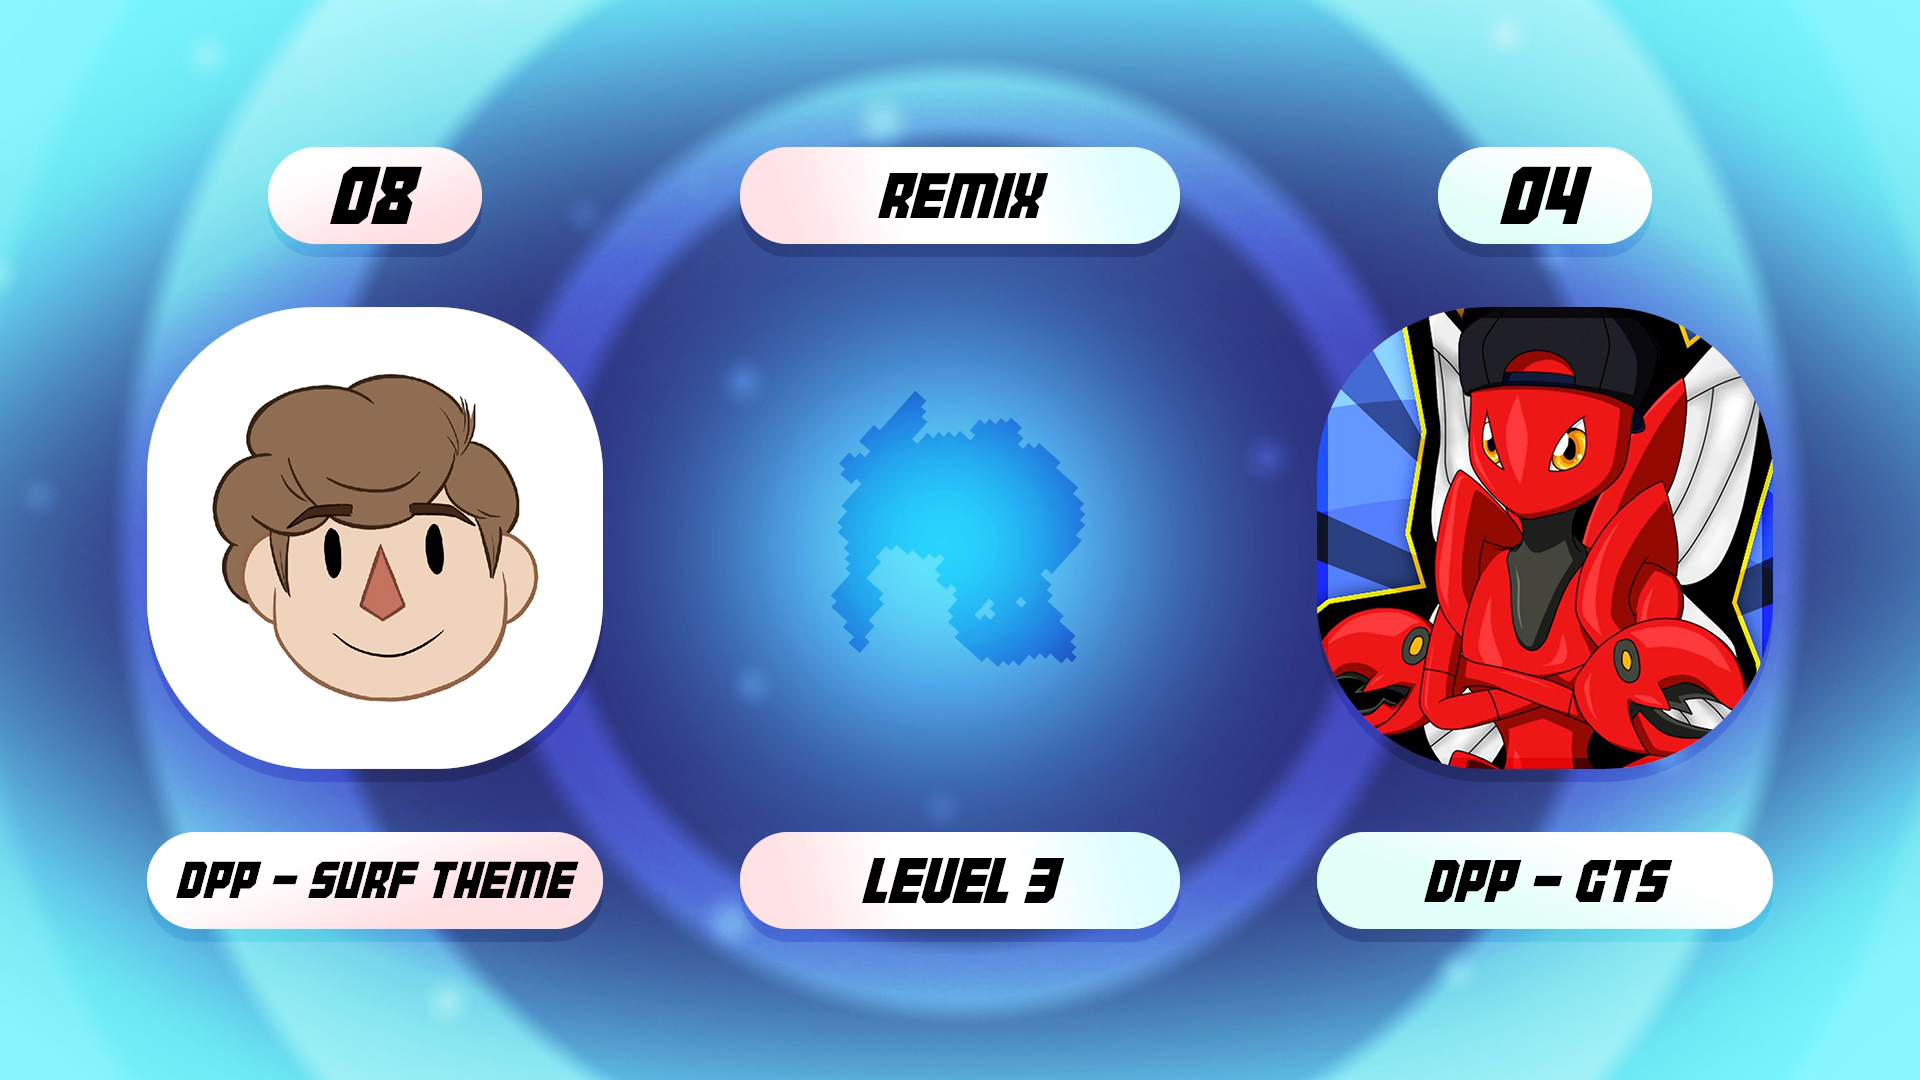 08
REMIX
04
DPP - SURF THEME
LEVEL 3
DPP - GTS